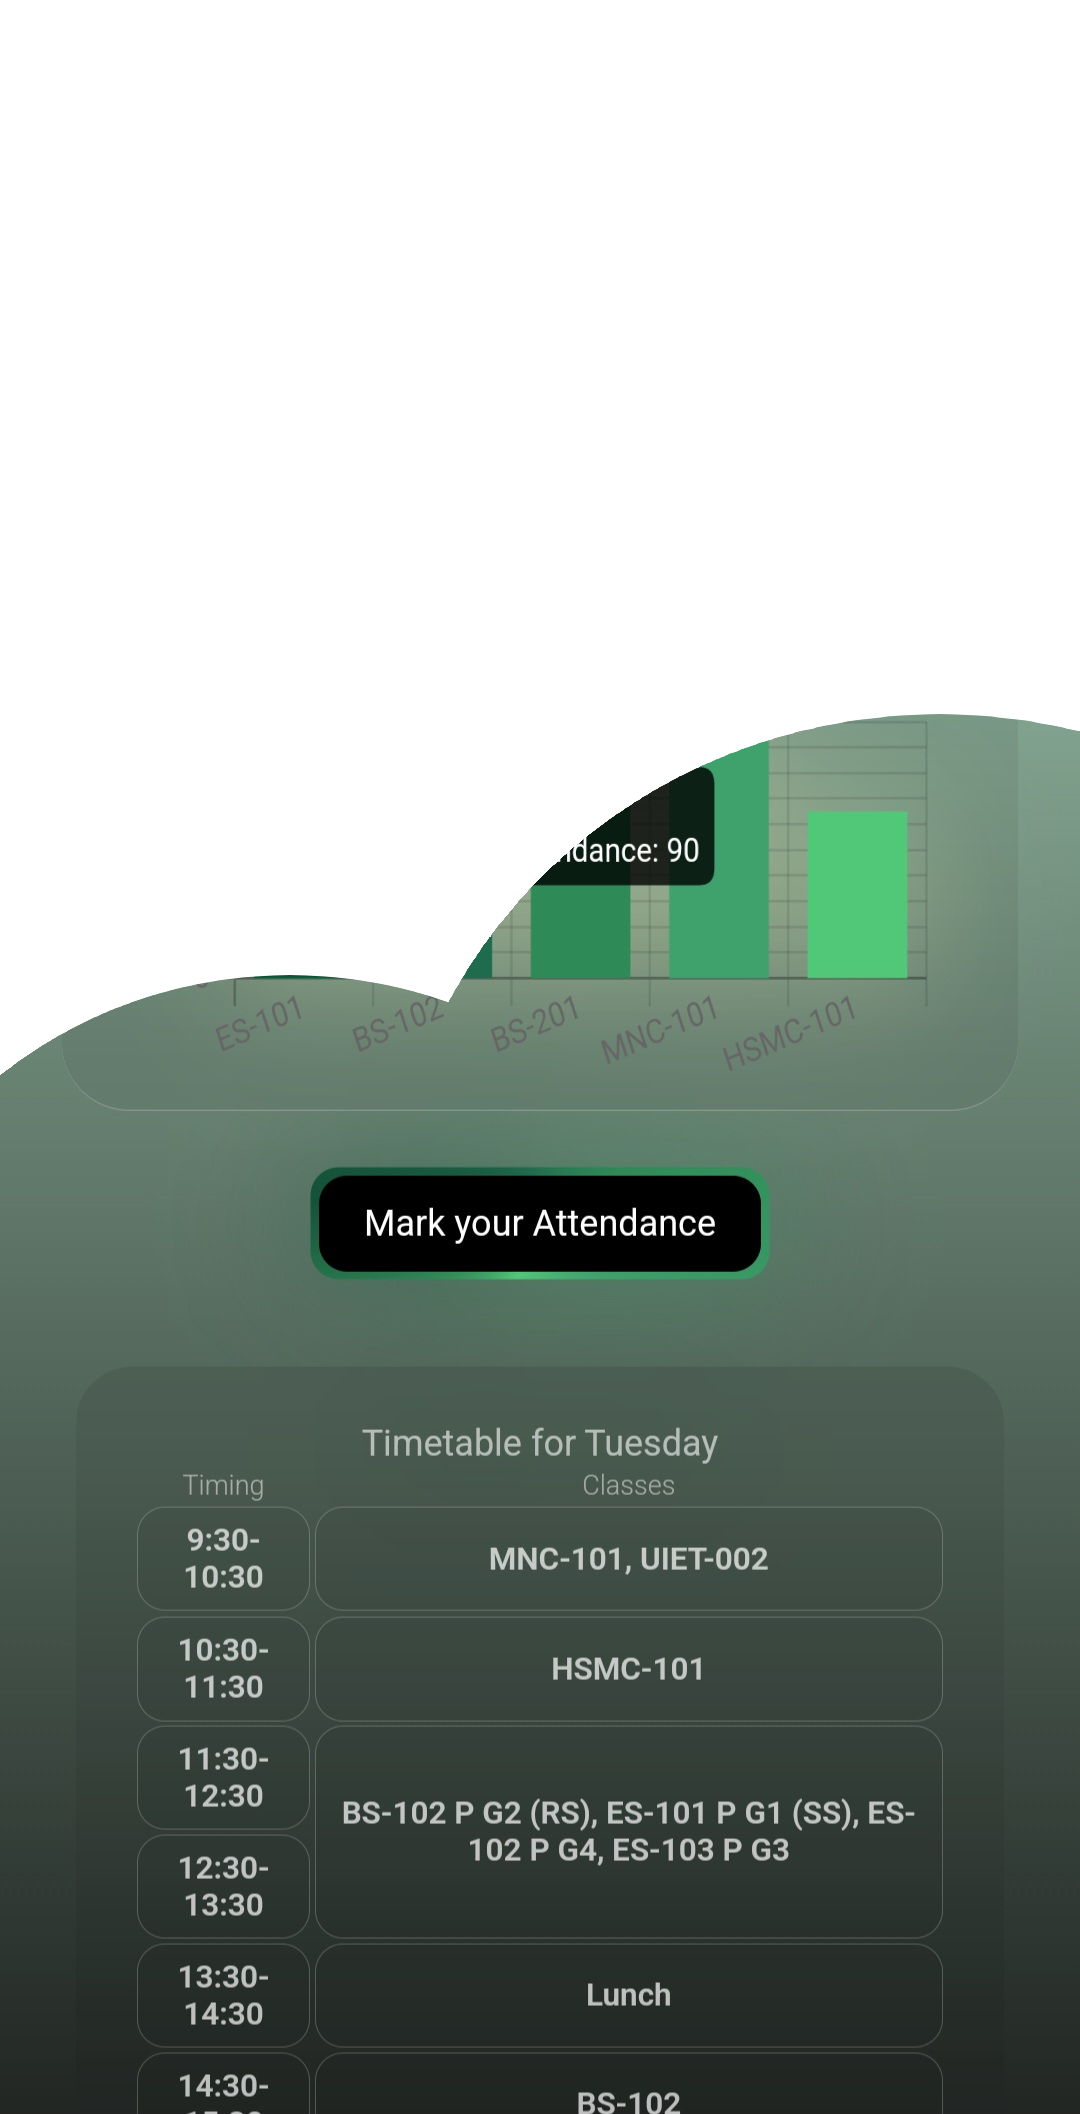 ndance: 90
ES-101
BS-102
BS-201
MNC-101
HSMC-101
Mark your Attendance
Timetable for Tuesday
Timing
Classes
9:30-
10:30
MNC-101, UIET-002
10:30-
11:30
HSMC-101
11:30-
12:30
BS-102 P G2 (RS), ES-101 P G1 (SS), ES-
102 P G4, ES-103 P G3
12:30-
13:30
13:30-
14:30
Lunch
14:30-
BS-102